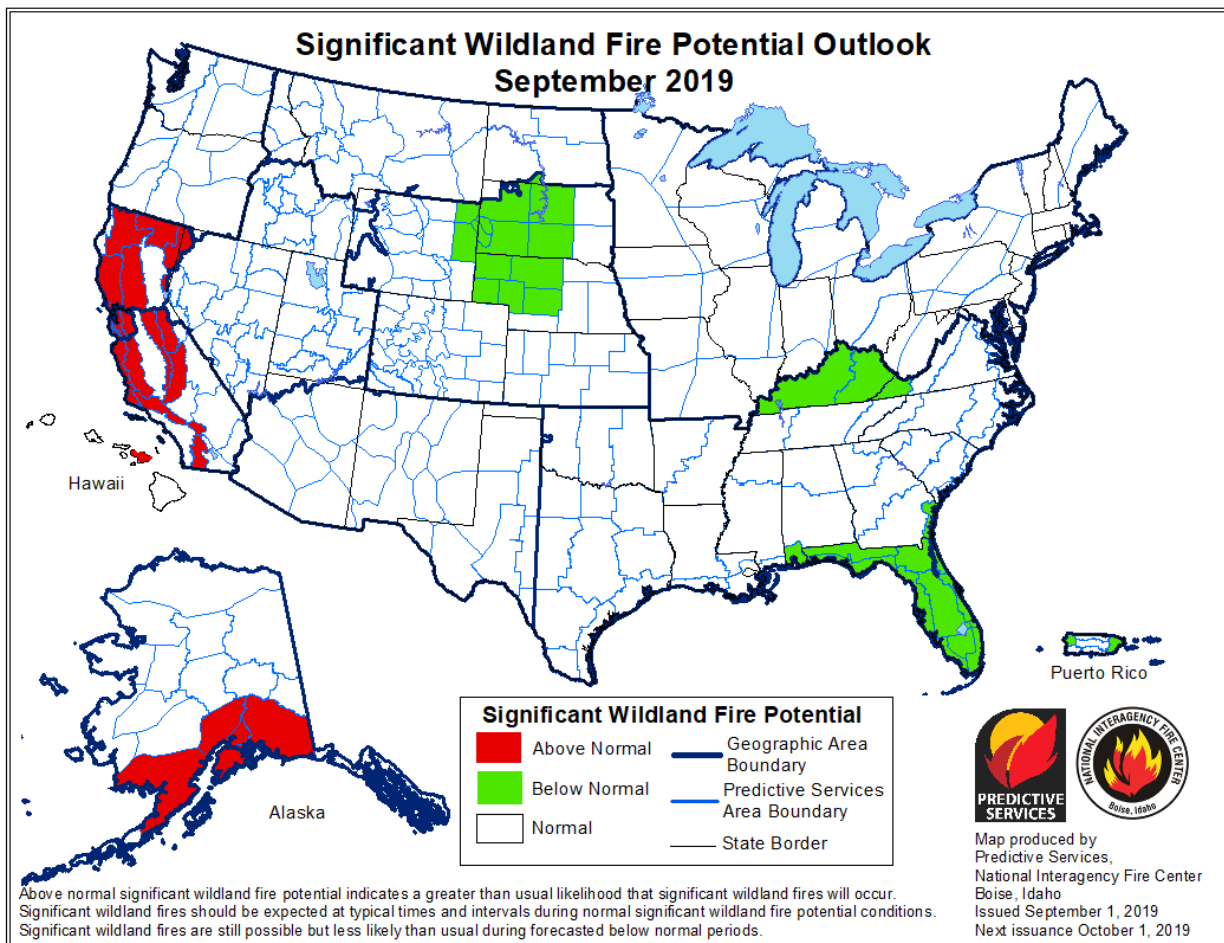 Significant Wildland Fire Potential Outlook
September 2019
Hawaii
Alaska
Puerto Rico
Significant Wildland Fire Potential
Above Normal
Below Normal
Normal
Geographic Area
Boundary
Predictive Services
Area Boundary
State Border
PREDICTIVE
SERVICES
NATIONAL INTERAGENCY FIRE CENTER
Boise, Idaho
Map produced by
Predictive Services,
National Interagency Fire Center
Boise, Idaho
Issued September 1, 2019
Next issuance October 1, 2019
Above normal significant wildland fire potential indicates a greater than usual likelihood that significant wildland fires will occur.
Significant wildland fires should be expected at typical times and intervals during normal significant wildland fire potential conditions.
Significant wildland fires are still possible but less likely than usual during forecasted below normal periods.